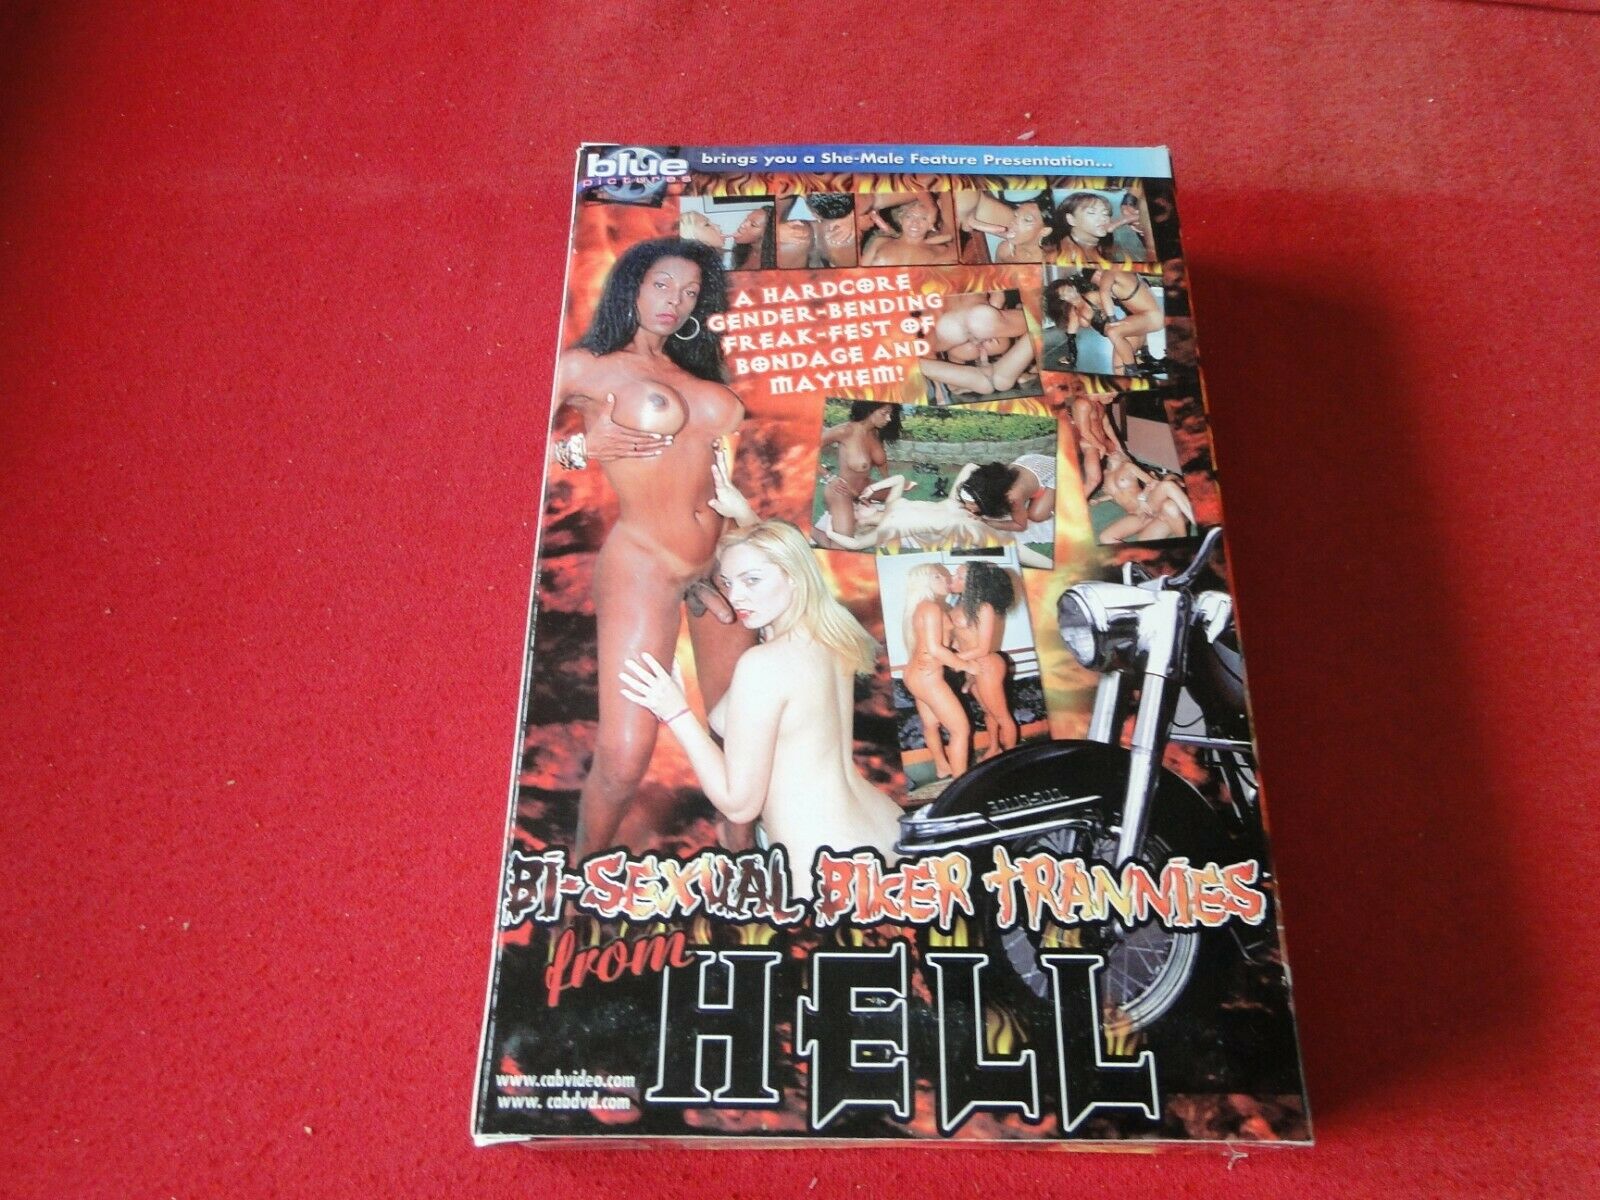 blue
pictures
brings you a She-Male Feature Presentation...
A HARDCORE
GENDER-BENDING
FREAK-FEST OF
BONDAGE AND
MAYHEM!
BI-SEXUAL BIKER TRANNIES
from
HELL
www.cabvideo.com
www. cabdvd.com